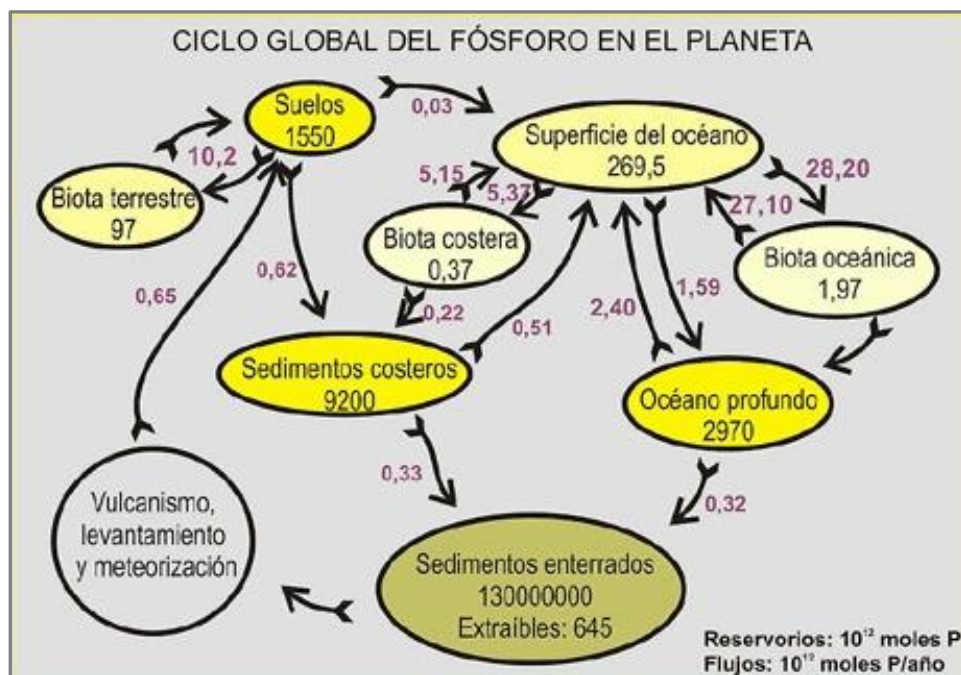 CICLO GLOBAL DEL FÓSFORO EN EL PLANETA
Suelos
1550
0,03
Superficie del océano
269,5
10,2
5,15
5,37
28,20
27,10
Biota terrestre
97
Biota costera
0,37
Biota oceánica
1,97
0,65
0,62
0,22
0,51
2,40
1,59
Sedimentos costeros
9200
Océano profundo
2970
0,33
0,32
Vulcanismo,
levantamiento
y meteorización
Sedimentos enterrados
130000000
Extraíbles: 645
Reservorios: 10¹² moles P
Flujos: 10¹² moles P/año